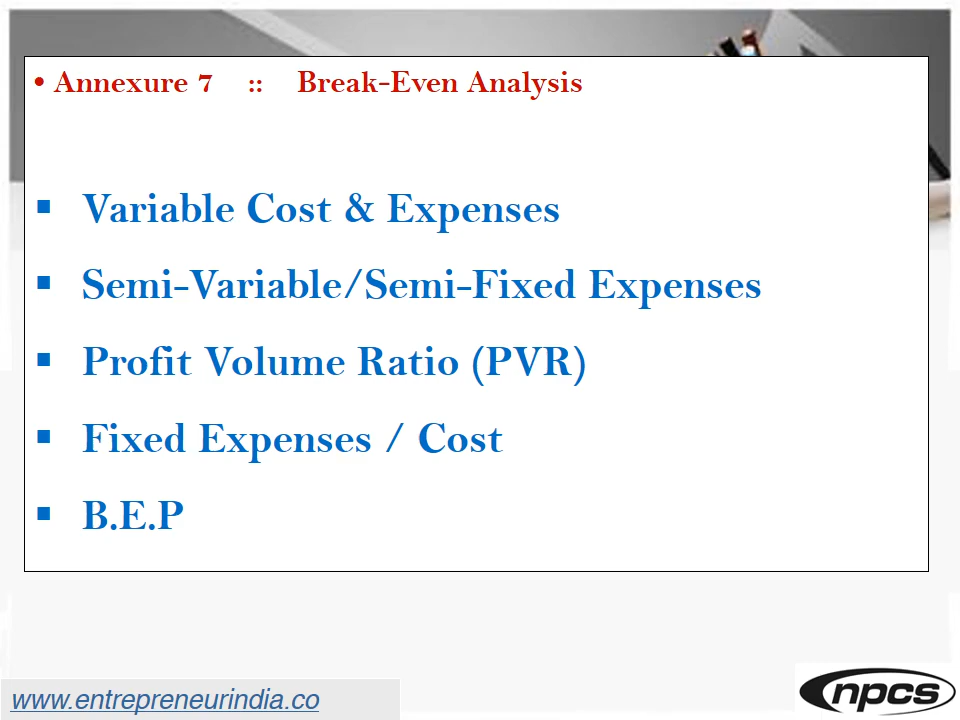 • Annexure 7 :: Break-Even Analysis
▪ Variable Cost & Expenses
▪ Semi-Variable/Semi-Fixed Expenses
▪ Profit Volume Ratio (PVR)
▪ Fixed Expenses / Cost
▪ B.E.P
www.entrepreneurindia.co
npcs